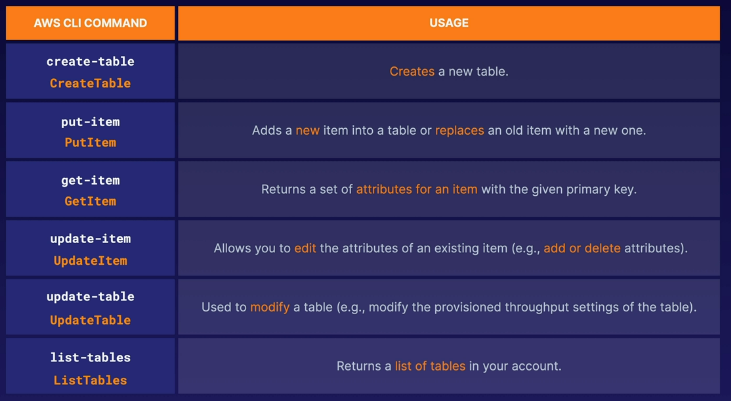 AWS CLI COMMAND
USAGE
create-table
CreateTable
Creates a new table.
put-item
PutItem
Adds a new item into a table or replaces an old item with a new one.
get-item
GetItem
Returns a set of attributes for an item with the given primary key.
update-item
UpdateItem
Allows you to edit the attributes of an existing item (e.g., add or delete attributes).
update-table
UpdateTable
Used to modify a table (e.g., modify the provisioned throughput settings of the table).
list-tables
ListTables
Returns a list of tables in your account.